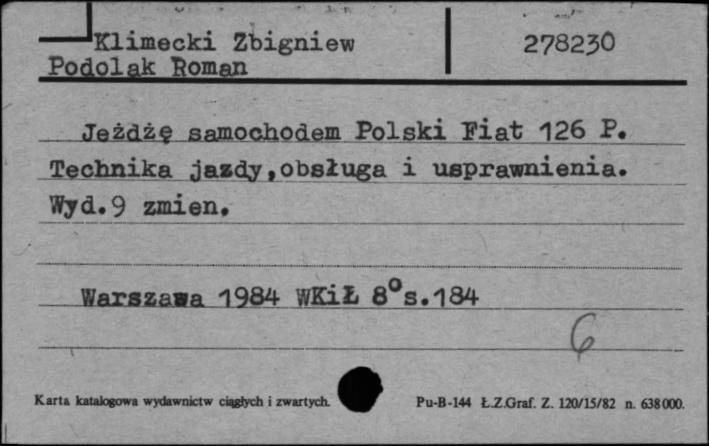 Klimecki Zbigniew 278230
Podolak Roman
Jeżdżę samochodem Polski Fiat 126 P.
Technika jazdy,obsługa i usprawnienia.
Wyd.9 zmien.
Warszawa 1984 WKiŁ 8°s.184
6
Karta katalogowa wydawnictw ciągłych i zwartych. Pu-B-144 Ł.Z.Graf. Z. 120/15/82 n. 638000.